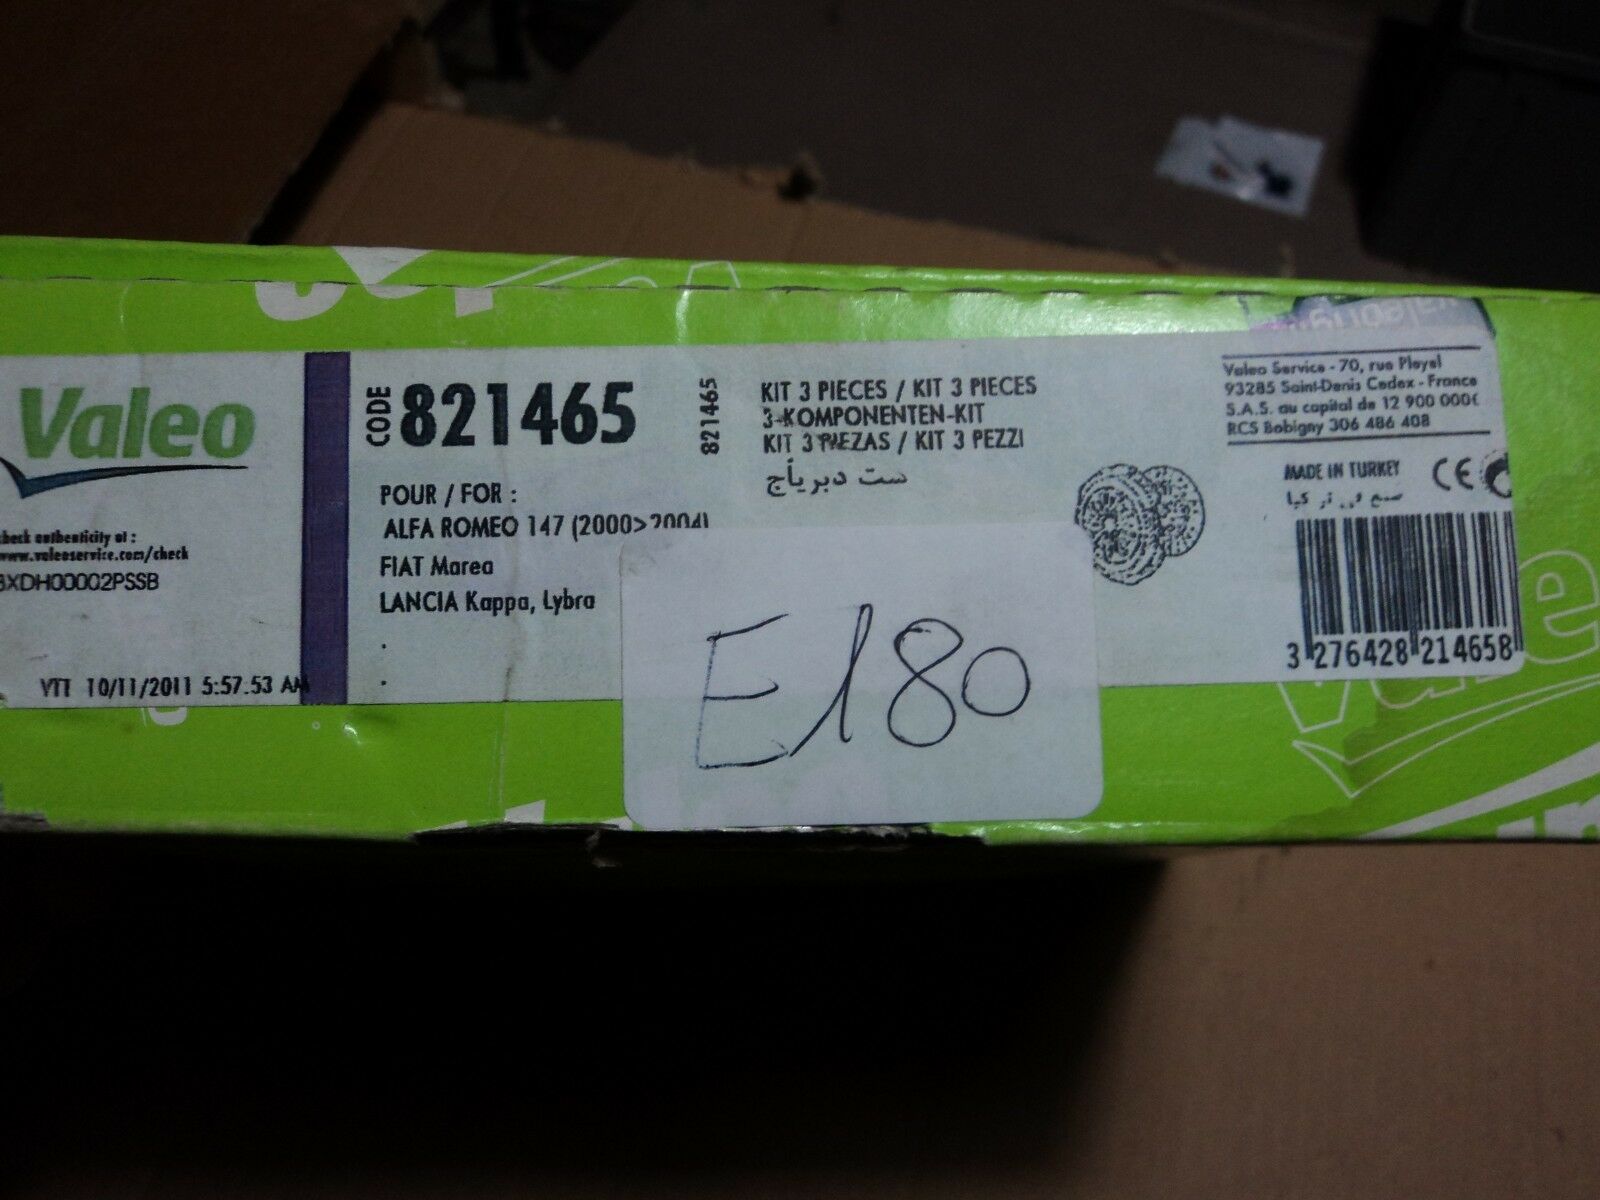 Valeo
check authenticity at :
www.valeoservice.com/check
VTT 10/11/2011 5:57.53 AM
CODE
821465
POUR / FOR :
ALFA ROMEO 147 (2000>2004)
FIAT Marea
LANCIA Kappa, Lybra
.
.
821465
KIT 3 PIECES / KIT 3 PIECES
3-KOMPONENTEN-KIT
KIT 3 PIEZAS / KIT 3 PEZZI
ست دبرياج
E180
Valeo Service - 70, rue Pleyel
93285 Saint-Denis Cedex - France
S.A.S. au capital de 12 900 000€
RCS Bobigny 306 486 408
MADE IN TURKEY CE
3 276428 214658